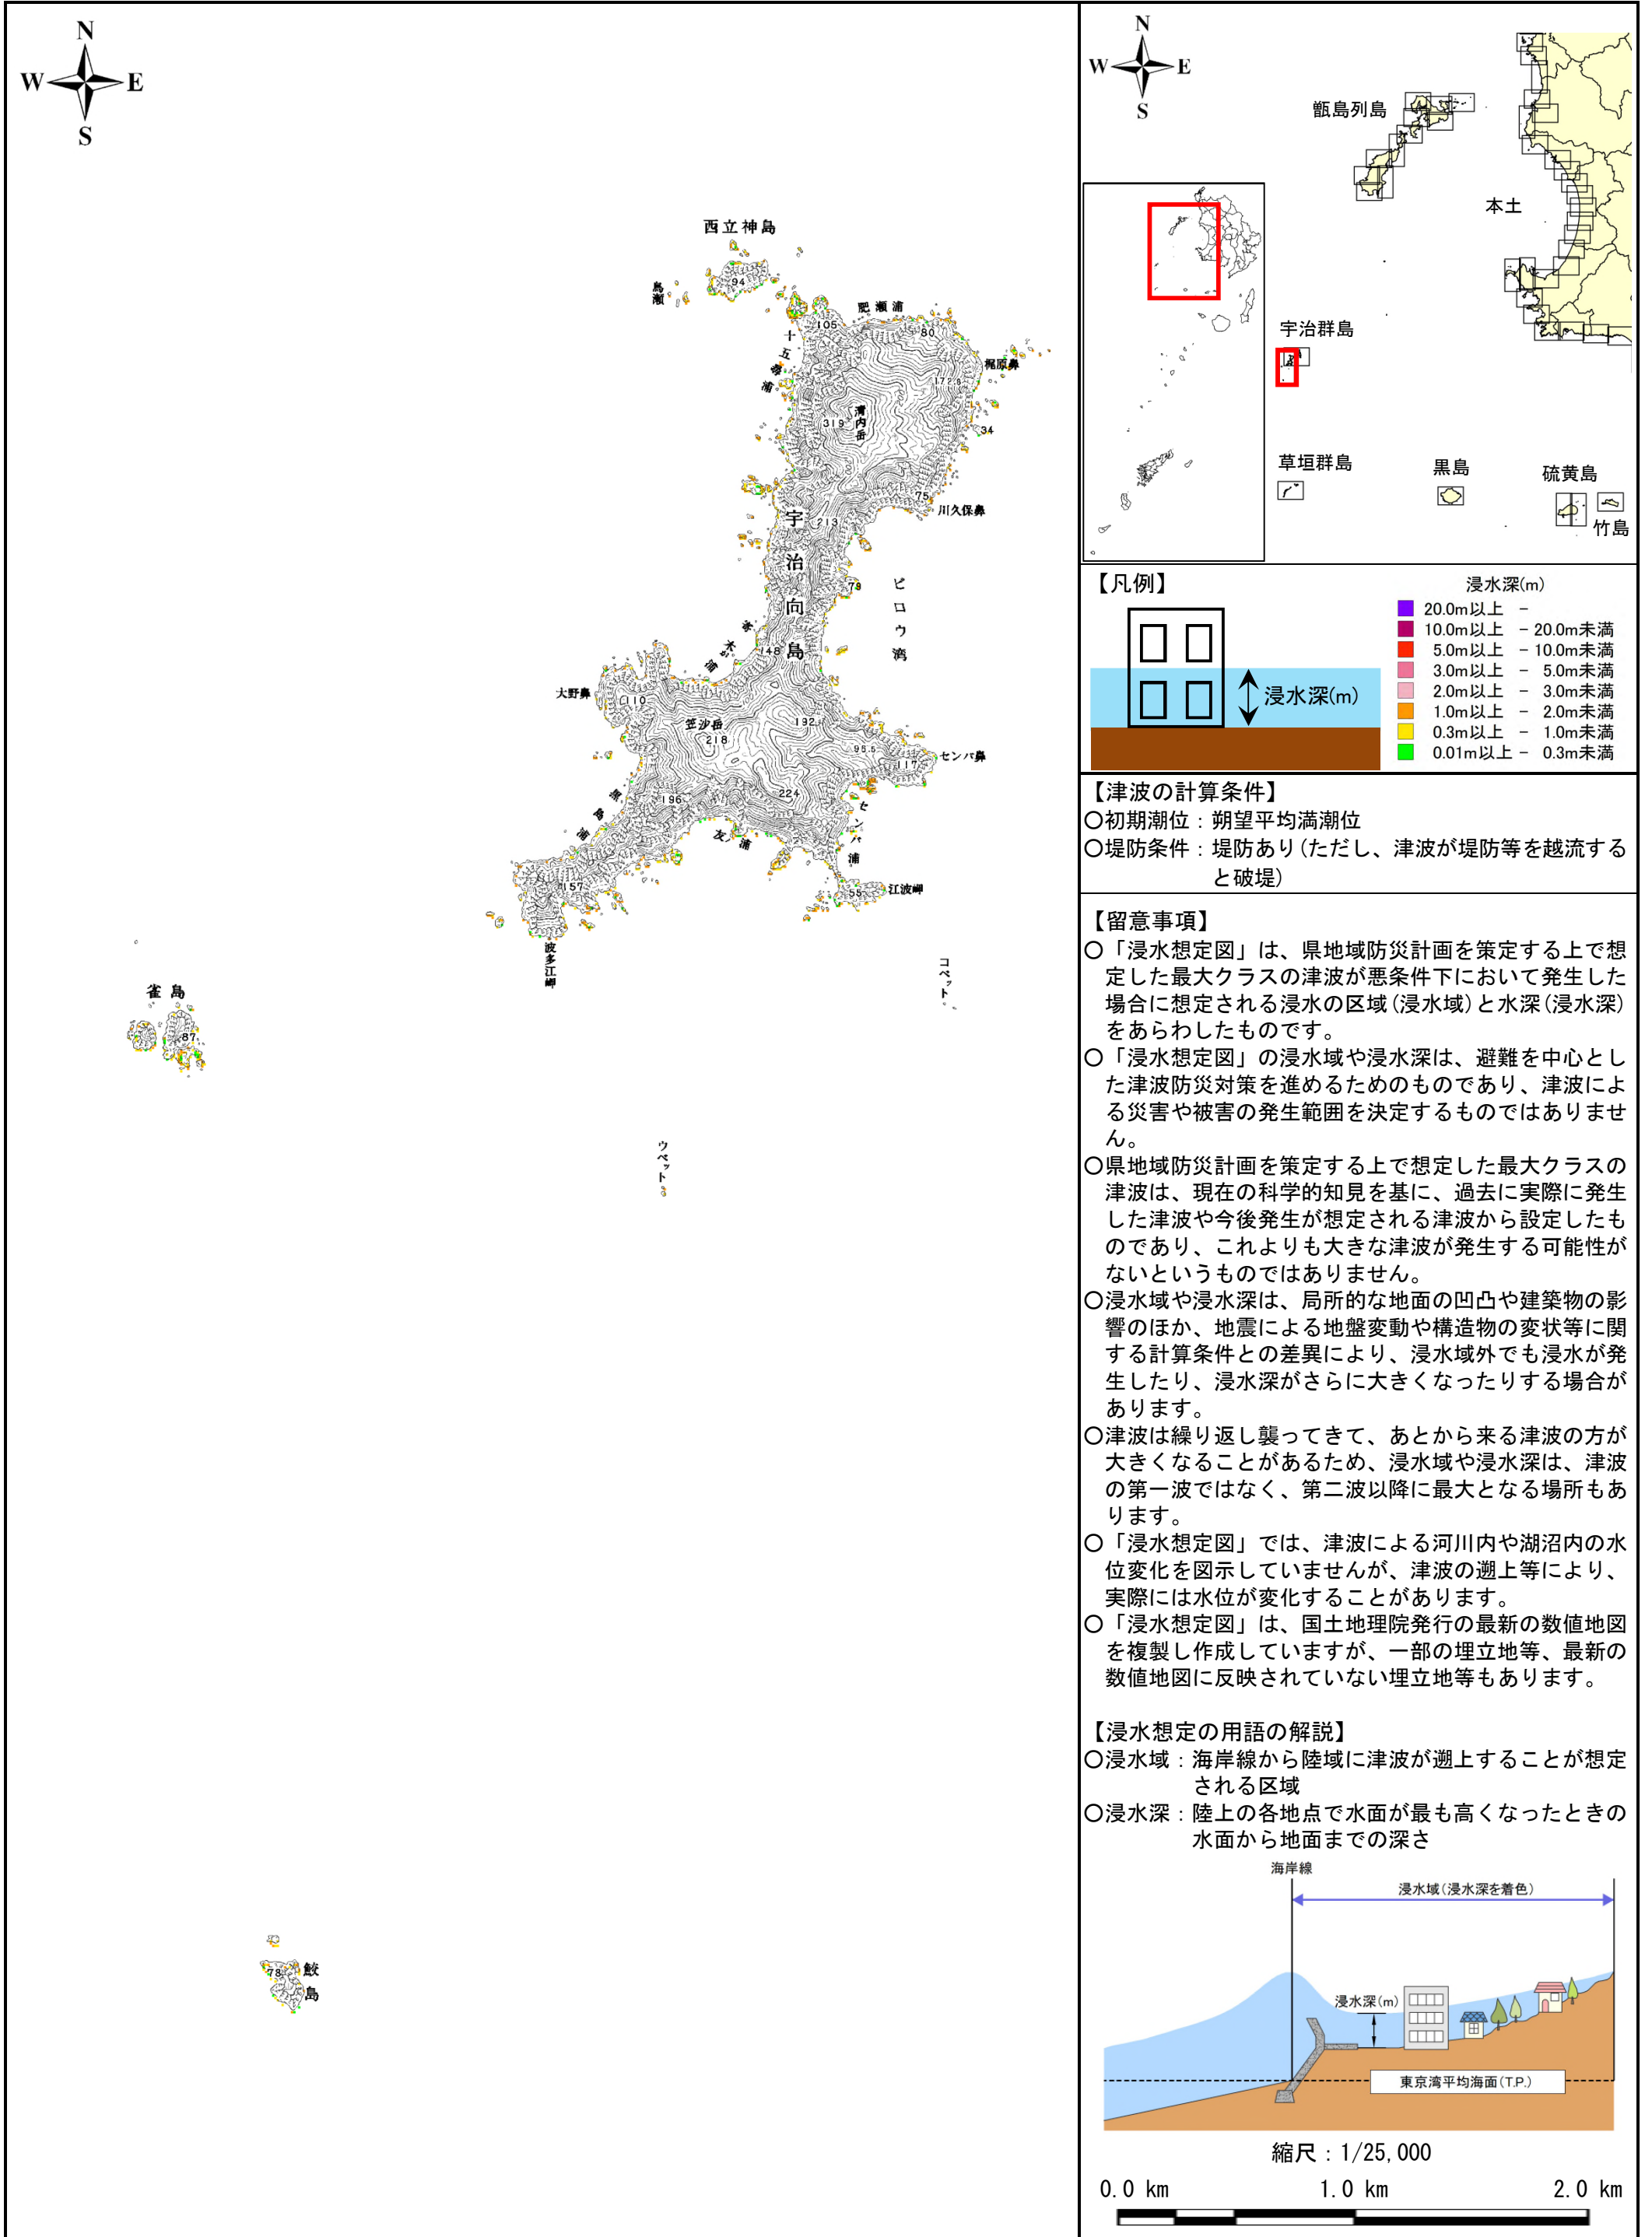 N
W E
S
西立神島
94
鳥瀬
105
肥瀬浦
80
十五尋浦
梶原鼻
172.8
319
湾内岳
34
75
川久保鼻
213
宇治向島
79
ビロウ湾
148
大野鼻
110
笠沙岳
218
192
95.5
117
センバ鼻
224
196
黒島浦
友ノ浦
センバ浦
157
55
江波岬
波多江岬
コベット
雀島
87
ウベット
78
鮫島
N
W E
S
甑島列島
本土
宇治群島
草垣群島
黒島
硫黄島
竹島
【凡例】
浸水深(m)
浸水深(m)
20.0m以上 -
10.0m以上 - 20.0m未満
5.0m以上 - 10.0m未満
3.0m以上 - 5.0m未満
2.0m以上 - 3.0m未満
1.0m以上 - 2.0m未満
0.3m以上 - 1.0m未満
0.01m以上 - 0.3m未満
【津波の計算条件】
○初期潮位：朔望平均満潮位
○堤防条件：堤防あり(ただし、津波が堤防等を越流する
と破堤)
【留意事項】
○「浸水想定図」は、県地域防災計画を策定する上で想
定した最大クラスの津波が悪条件下において発生した
場合に想定される浸水の区域(浸水域)と水深(浸水深)
をあらわしたものです。
○「浸水想定図」の浸水域や浸水深は、避難を中心とし
た津波防災対策を進めるためのものであり、津波によ
る災害や被害の発生範囲を決定するものではありませ
ん。
○県地域防災計画を策定する上で想定した最大クラスの
津波は、現在の科学的知見を基に、過去に実際に発生
した津波や今後発生が想定される津波から設定したも
のであり、これよりも大きな津波が発生する可能性が
ないというものではありません。
○浸水域や浸水深は、局所的な地面の凹凸や建築物の影
響のほか、地震による地盤変動や構造物の変状等に関
する計算条件との差異により、浸水域外でも浸水が発
生したり、浸水深がさらに大きくなったりする場合が
あります。
○津波は繰り返し襲ってきて、あとから来る津波の方が
大きくなることがあるため、浸水域や浸水深は、津波
の第一波ではなく、第二波以降に最大となる場所もあ
ります。
○「浸水想定図」では、津波による河川内や湖沼内の水
位変化を図示していませんが、津波の遡上等により、
実際には水位が変化することがあります。
○「浸水想定図」は、国土地理院発行の最新の数値地図
を複製し作成していますが、一部の埋立地等、最新の
数値地図に反映されていない埋立地等もあります。
【浸水想定の用語の解説】
○浸水域：海岸線から陸域に津波が遡上することが想定
される区域
○浸水深：陸上の各地点で水面が最も高くなったときの
水面から地面までの深さ
海岸線
浸水域(浸水深を着色)
浸水深(m)
東京湾平均海面(T.P.)
縮尺：1/25,000
0.0 km 1.0 km 2.0 km